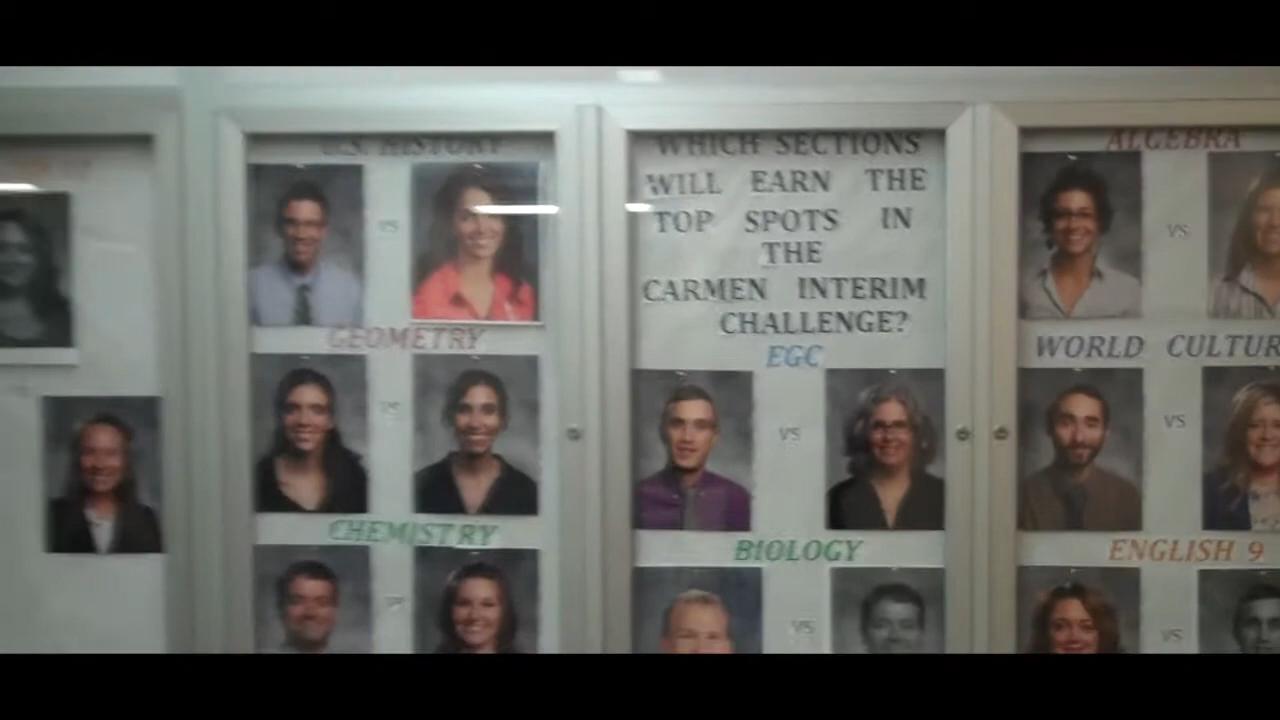 U.S. HISTORY
VS
GEOMETRY
VS
CHEMISTRY
WHICH SECTIONS
WILL EARN THE
TOP SPOTS IN
THE
CARMEN INTERIM
CHALLENGE?
EGC
VS
BIOLOGY
VS
ALGEBRA
VS
WORLD CULTUR
VS
ENGLISH 9
VS